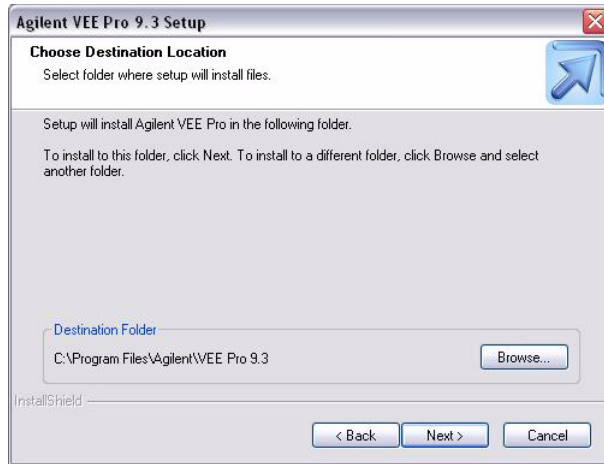 Agilent VEE Pro 9.3 Setup
Choose Destination Location
Select folder where setup will install files.
Setup will install Agilent VEE Pro in the following folder.
To install to this folder, click Next. To install to a different folder, click Browse and select
another folder.
Destination Folder
C:\Program Files\Agilent\VEE Pro 9.3
Browse...
InstallShield
< Back
Next >
Cancel